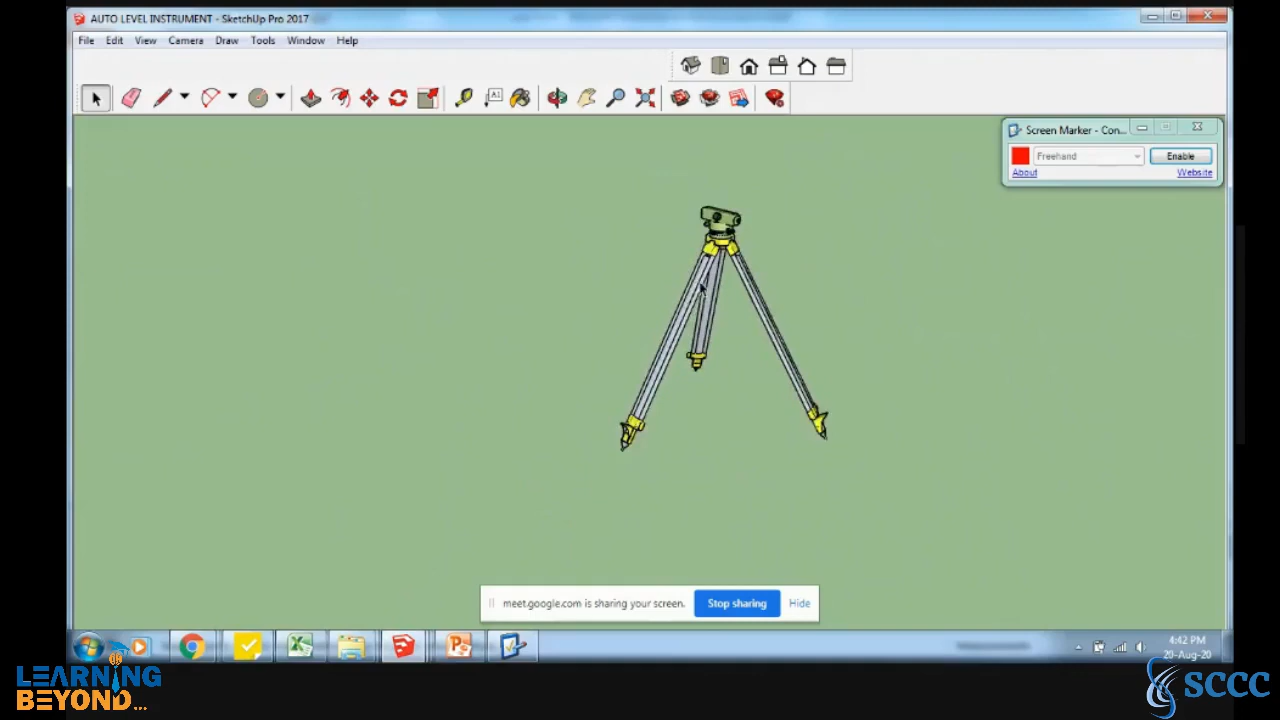 AUTO LEVEL INSTRUMENT - SketchUp Pro 2017
File Edit View Camera Draw Tools Window Help
A1
Screen Marker - Con...
Freehand
Enable
About
Website
meet.google.com is sharing your screen.
Stop sharing
Hide
4:42 PM
20-Aug-20
LEARNING
BEYOND...
SCCC